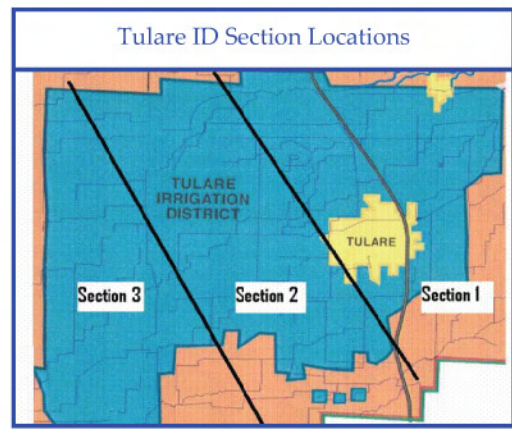 Tulare ID Section Locations
TULARE
IRRIGATION
DISTRICT
TULARE
Section 3
Section 2
Section 1